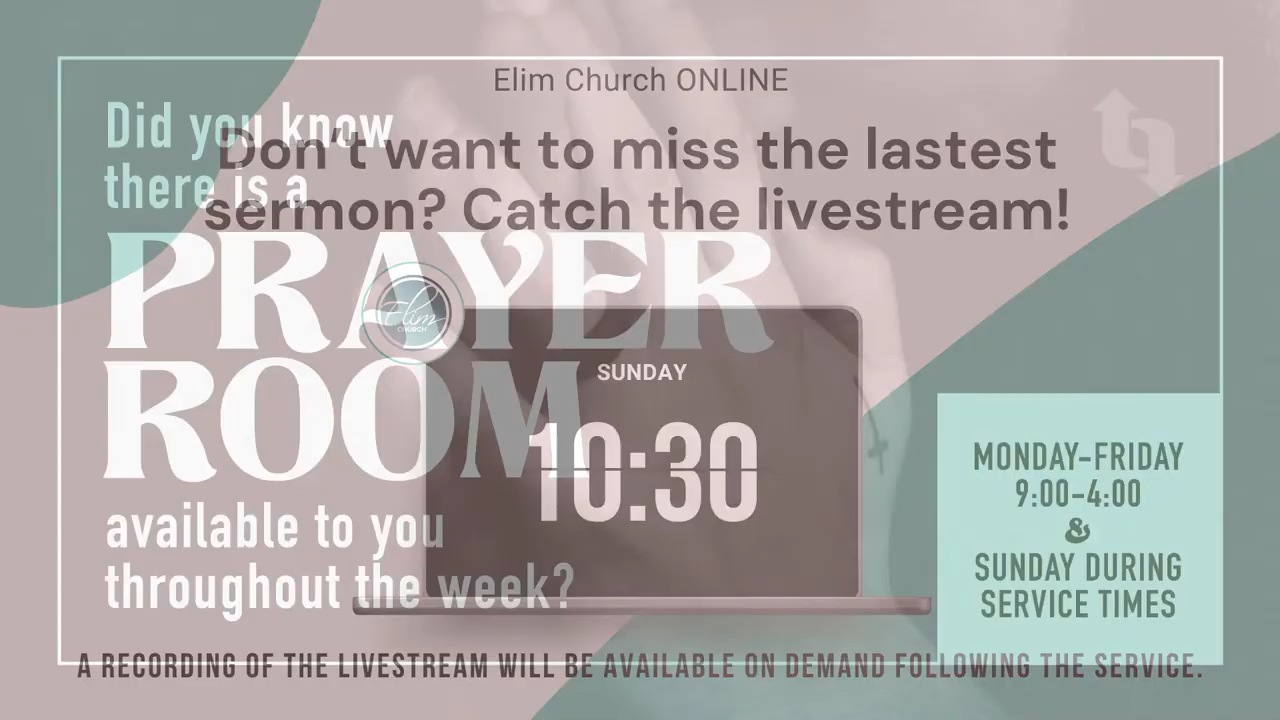 Elim Church ONLINE
Don't want to miss the lastest
sermon? Catch the livestream!
Elim
CHURCH
SUNDAY
10:30
A RECORDING OF THE LIVESTREAM WILL BE AVAILABLE ON DEMAND FOLLOWING THE SERVICE.
Did you know
there is a
PRAYER
ROOM
available to you
throughout the week?
MONDAY-FRIDAY
9:00-4:00
&
SUNDAY DURING
SERVICE TIMES